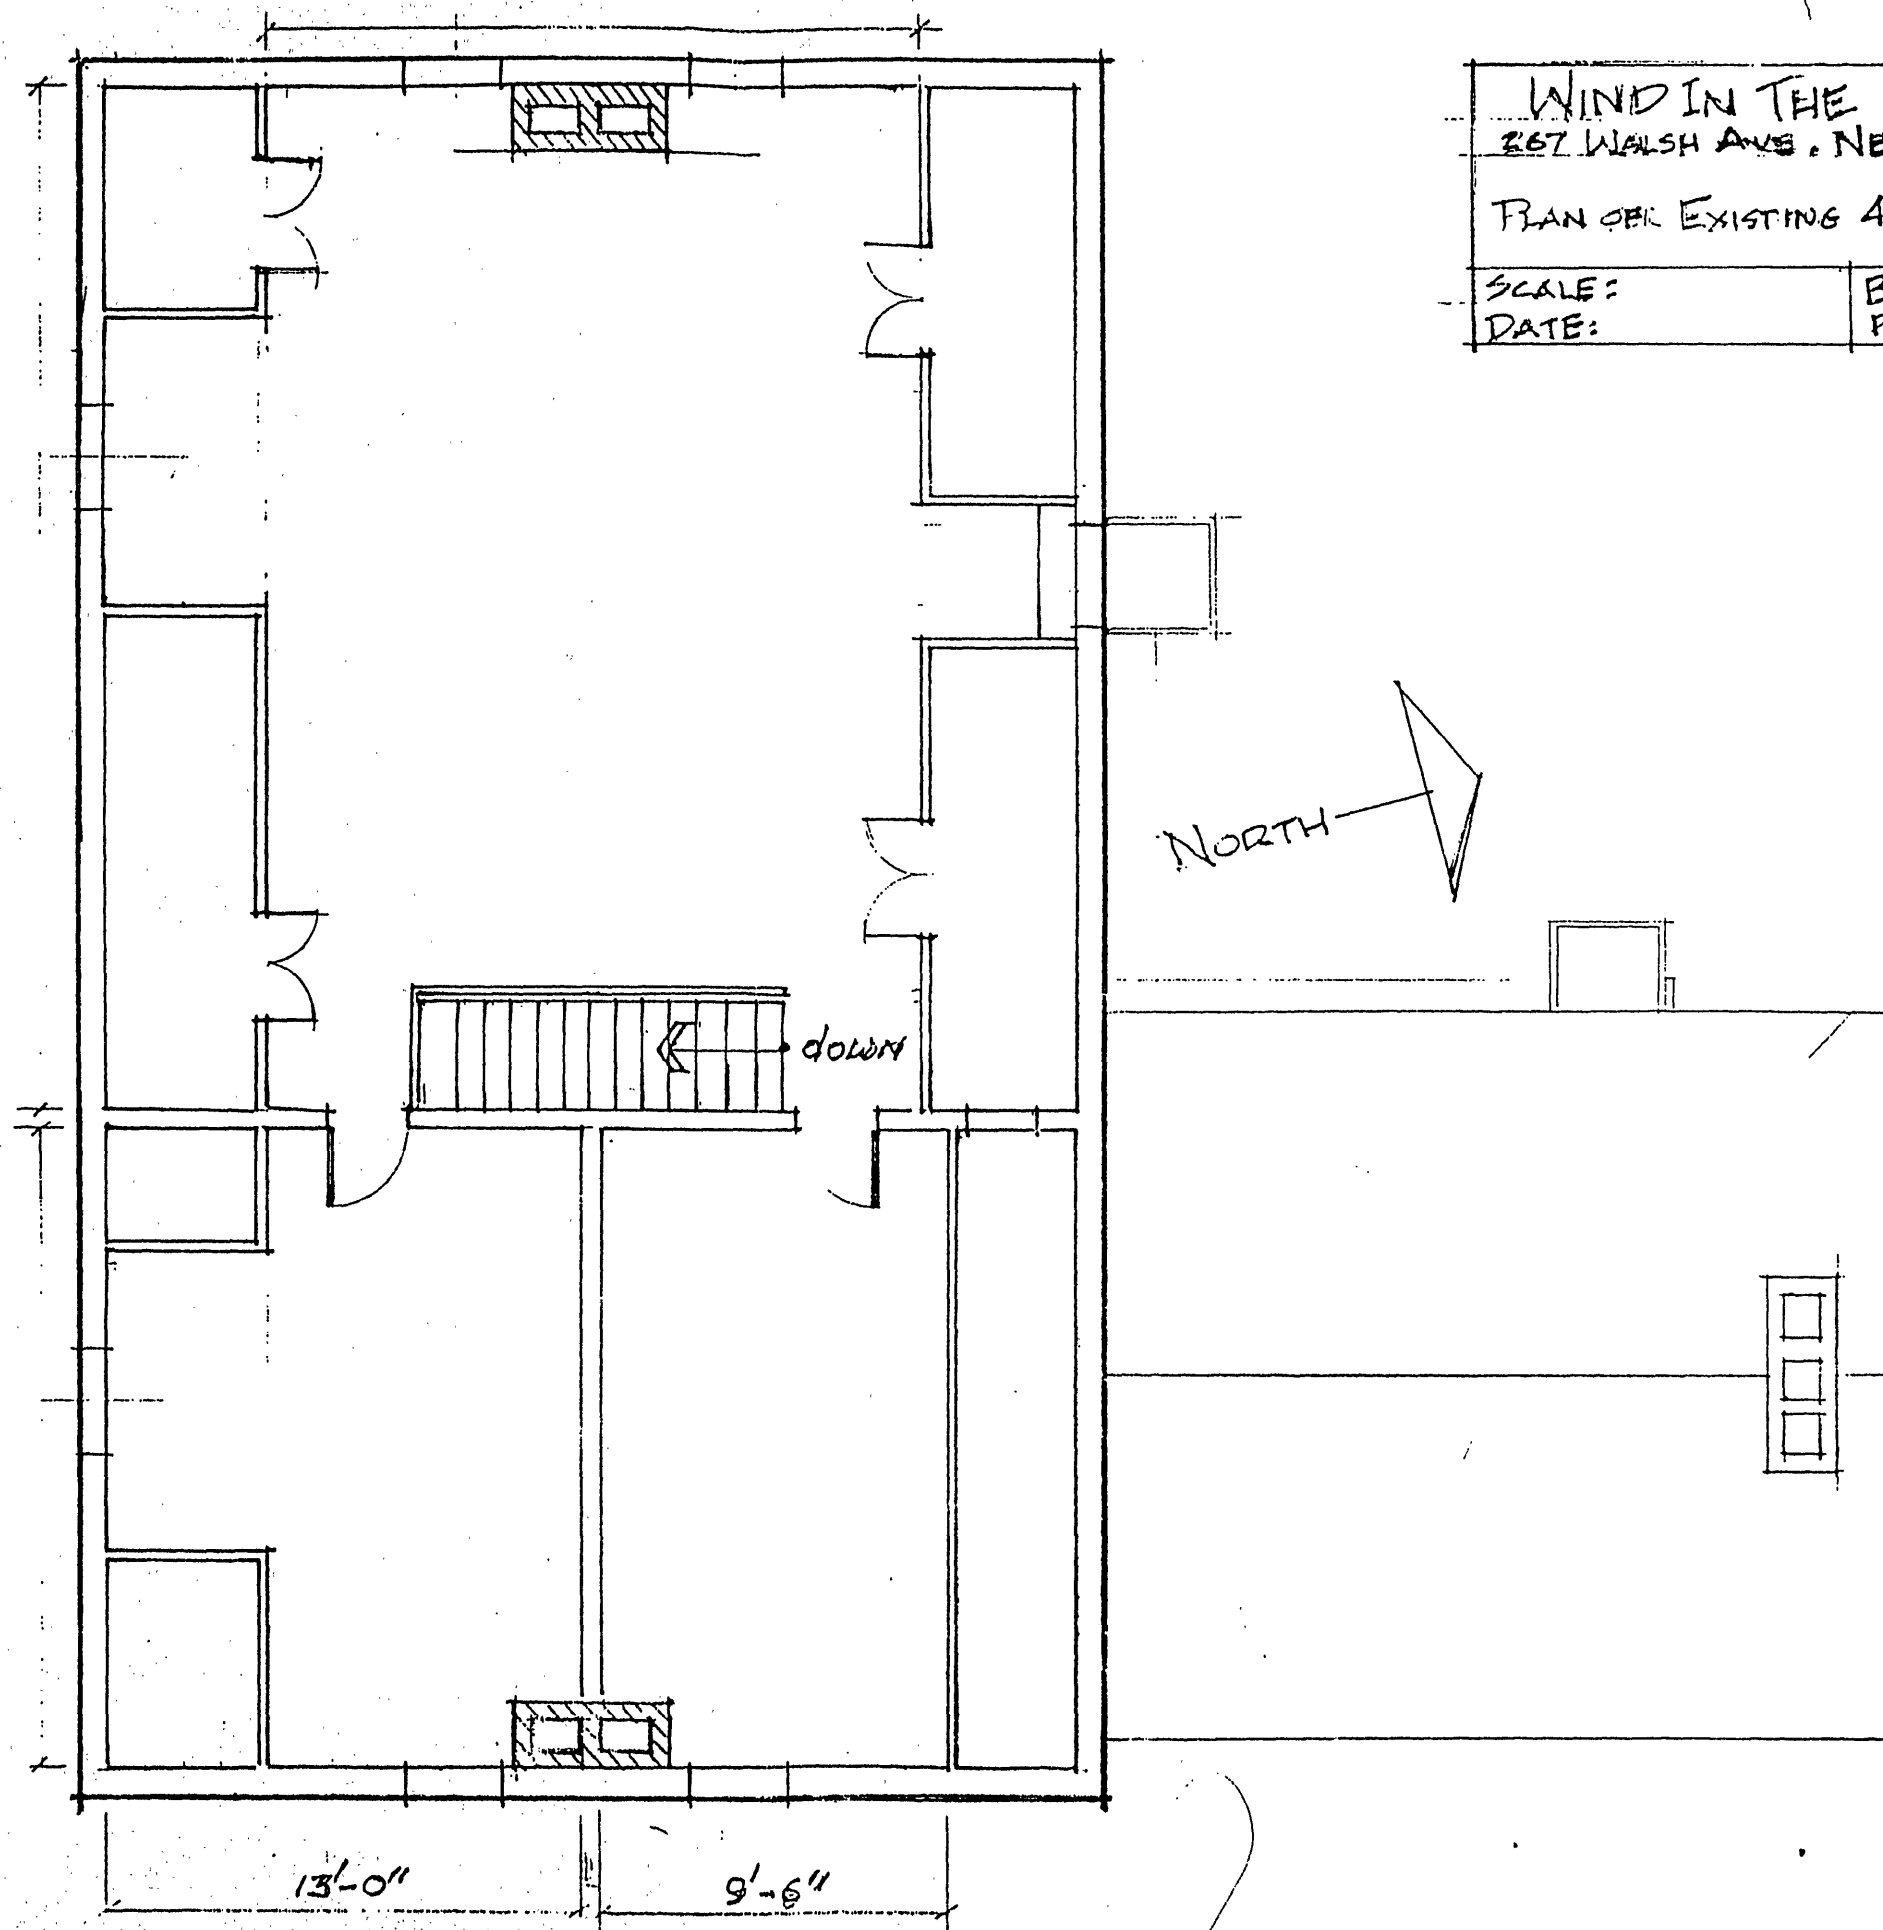 WIND IN THE
267 WALSH AVE. NE
PLAN OF EXISTING 4
SCALE:
DATE:
NORTH
down
13'-0"
9'-6"